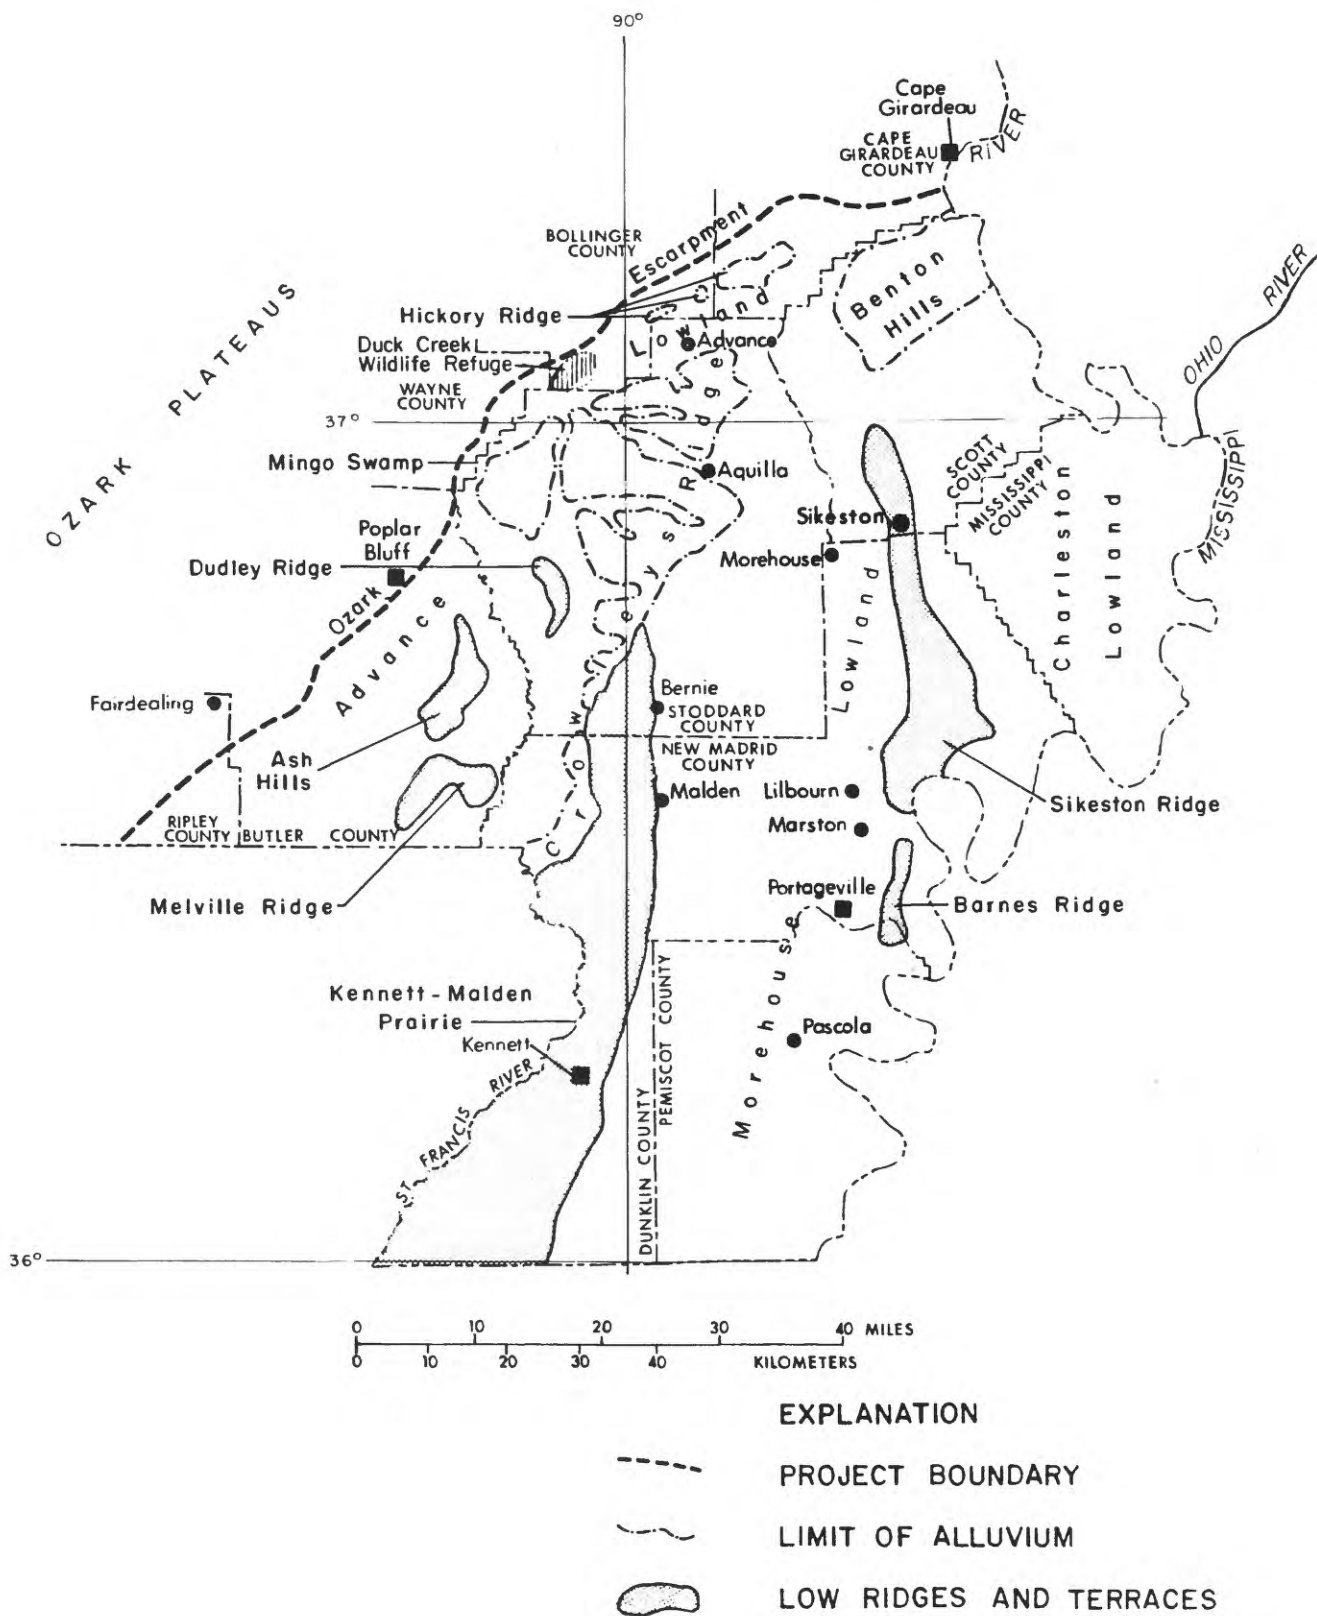 90°
Cape
Girardeau
CAPE
GIRARDEAU
COUNTY
RIVER
BOLLINGER
COUNTY
Escarpment
Benton
Hills
OHIO RIVER
Hickory Ridge
Lowland
Duck Creek
Wildlife Refuge
Advance
OZARK PLATEAUS
WAYNE
COUNTY
37°
Mingo Swamp
Aquilla
SCOTT
COUNTY
MISSISSIPPI
COUNTY
MISSISSIPPI
Charleston
Lowland
Poplar
Bluff
Sikeston
Morehouse
Dudley Ridge
Ozark
Advance
Lowland
Crowleys Ridge
Fairdealing
Bernie
STODDARD
COUNTY
NEW MADRID
COUNTY
Ash
Hills
Malden
Lilbourn
Sikeston Ridge
Marston
RIPLEY
COUNTY
BUTLER COUNTY
Melville Ridge
Portageville
Barnes Ridge
Morehouse
Kennett-Malden
Prairie
Kennett
Pascola
PEMISCOT COUNTY
DUNKLIN COUNTY
ST FRANCIS RIVER
36°
0 10 20 30 40 MILES
0 10 20 30 40 KILOMETERS
EXPLANATION
PROJECT BOUNDARY
LIMIT OF ALLUVIUM
LOW RIDGES AND TERRACES